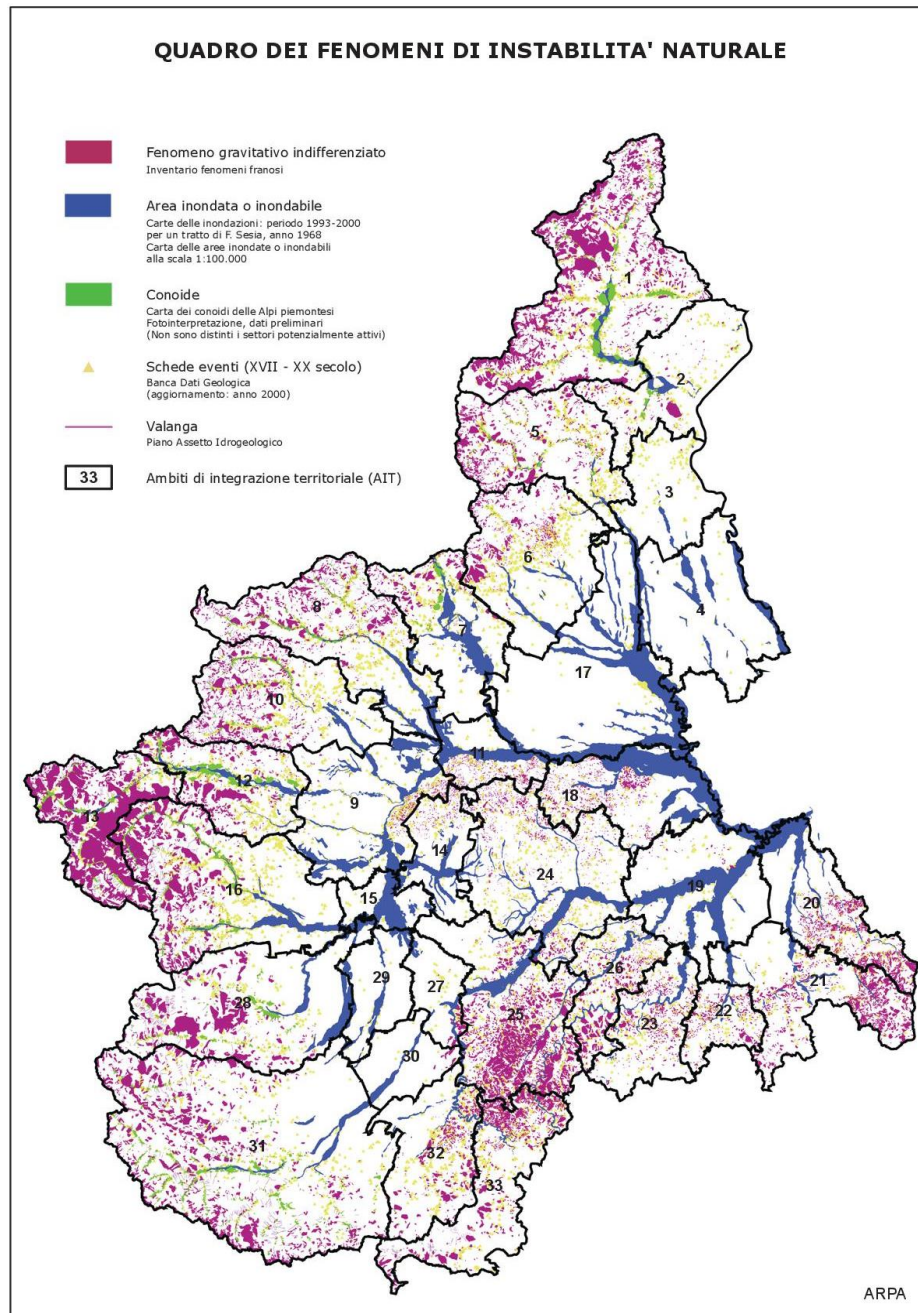 QUADRO DEI FENOMENI DI INSTABILITA' NATURALE
Fenomeno gravitativo indifferenziato
Inventario fenomeni franosi
Area inondata o inondabile
Carte delle inondazioni: periodo 1993-2000
per un tratto di F. Sesia, anno 1968
Carta delle aree inondate o inondabili
alla scala 1:100.000
Conoide
Carta dei conoidi delle Alpi piemontesi
Fotointerpretazione, dati preliminari
(Non sono distinti i settori potenzialmente attivi)
Schede eventi (XVII - XX secolo)
Banca Dati Geologica
(aggiornamento: anno 2000)
Valanga
Piano Assetto Idrogeologico
33 Ambiti di integrazione territoriale (AIT)
1
2
5
3
6
4
8
7
17
10
11
12
9
18
13
14
24
19
16
15
20
29
26
21
28
27
25
23
22
30
31
32
33
ARPA